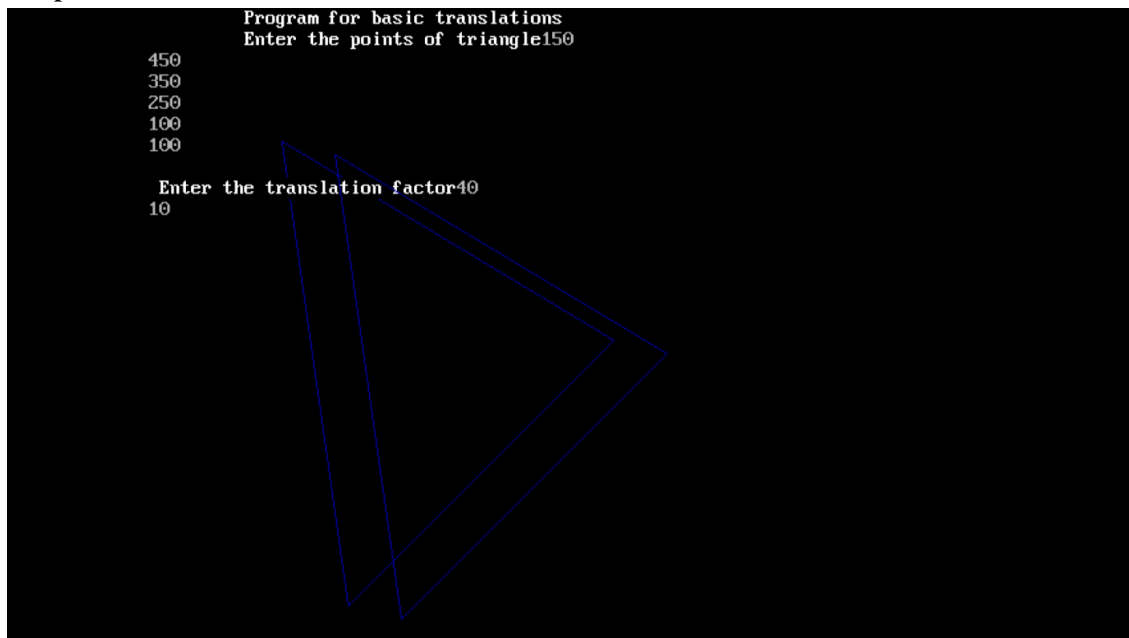 Program for basic translations
Enter the points of triangle150
450
350
250
100
100
Enter the translation factor40
10